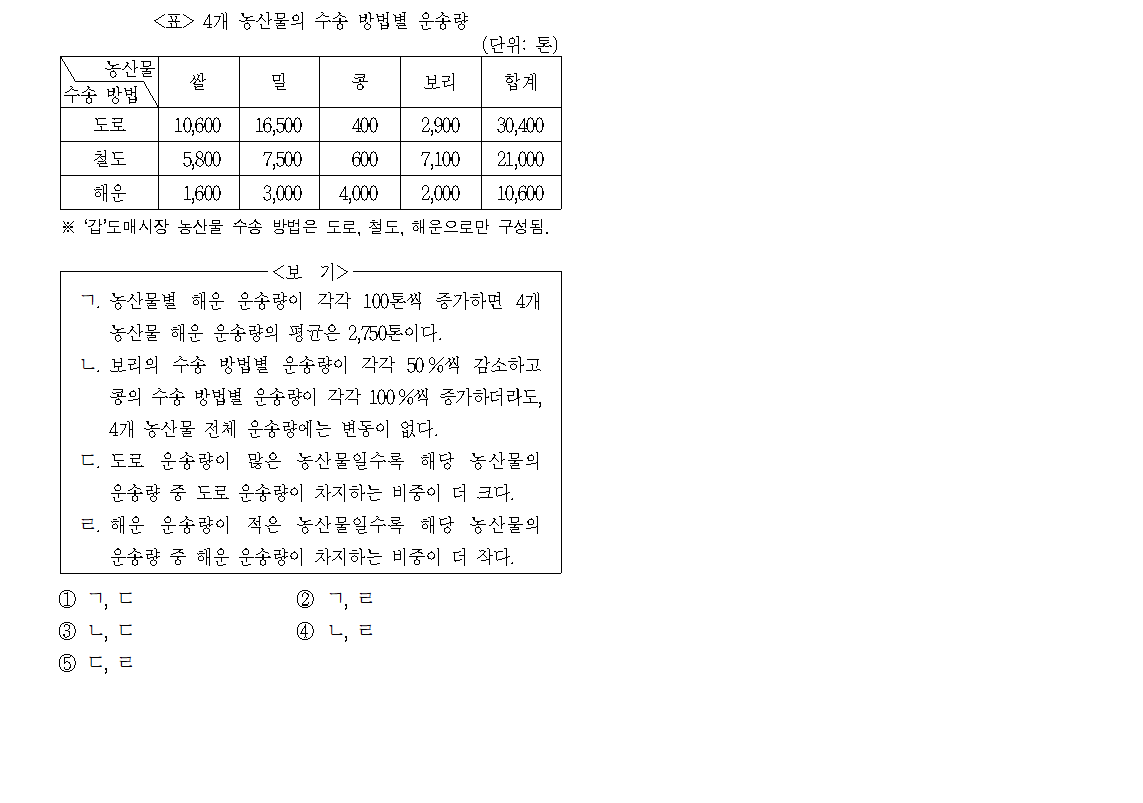 <표> 4개 농산물의 수송 방법별 운송량
(단위: 톤)
농산물
수송 방법
쌀 밀 콩 보리 합계
도로 10,600 16,500 400 2,900 30,400
철도 5,800 7,500 600 7,100 21,000
해운 1,600 3,000 4,000 2,000 10,600
※ ‘갑’도매시장 농산물 수송 방법은 도로, 철도, 해운으로만 구성됨.
<보 기>
ㄱ. 농산물별 해운 운송량이 각각 100톤씩 증가하면 4개
농산물 해운 운송량의 평균은 2,750톤이다.
ㄴ. 보리의 수송 방법별 운송량이 각각 50%씩 감소하고
콩의 수송 방법별 운송량이 각각 100%씩 증가하더라도,
4개 농산물 전체 운송량에는 변동이 없다.
ㄷ. 도로 운송량이 많은 농산물일수록 해당 농산물의
운송량 중 도로 운송량이 차지하는 비중이 더 크다.
ㄹ. 해운 운송량이 적은 농산물일수록 해당 농산물의
운송량 중 해운 운송량이 차지하는 비중이 더 작다.
① ㄱ, ㄷ ② ㄱ, ㄹ
③ ㄴ, ㄷ ④ ㄴ, ㄹ
⑤ ㄷ, ㄹ